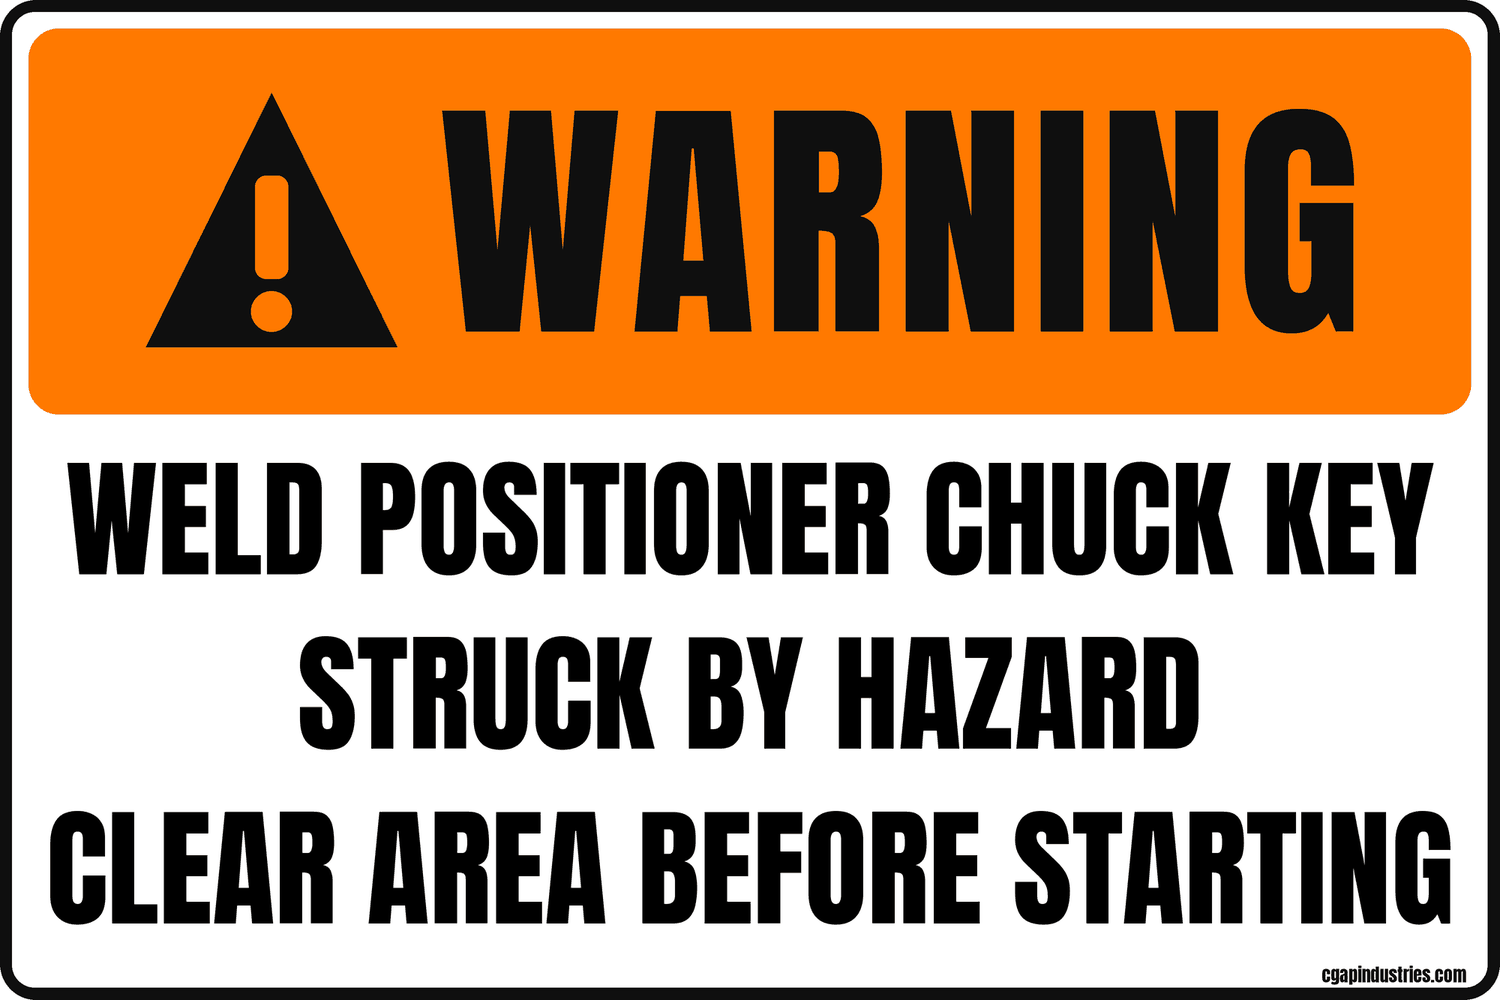 WARNING
WELD POSITIONER CHUCK KEY
STRUCK BY HAZARD
CLEAR AREA BEFORE STARTING
cgapindustries.com